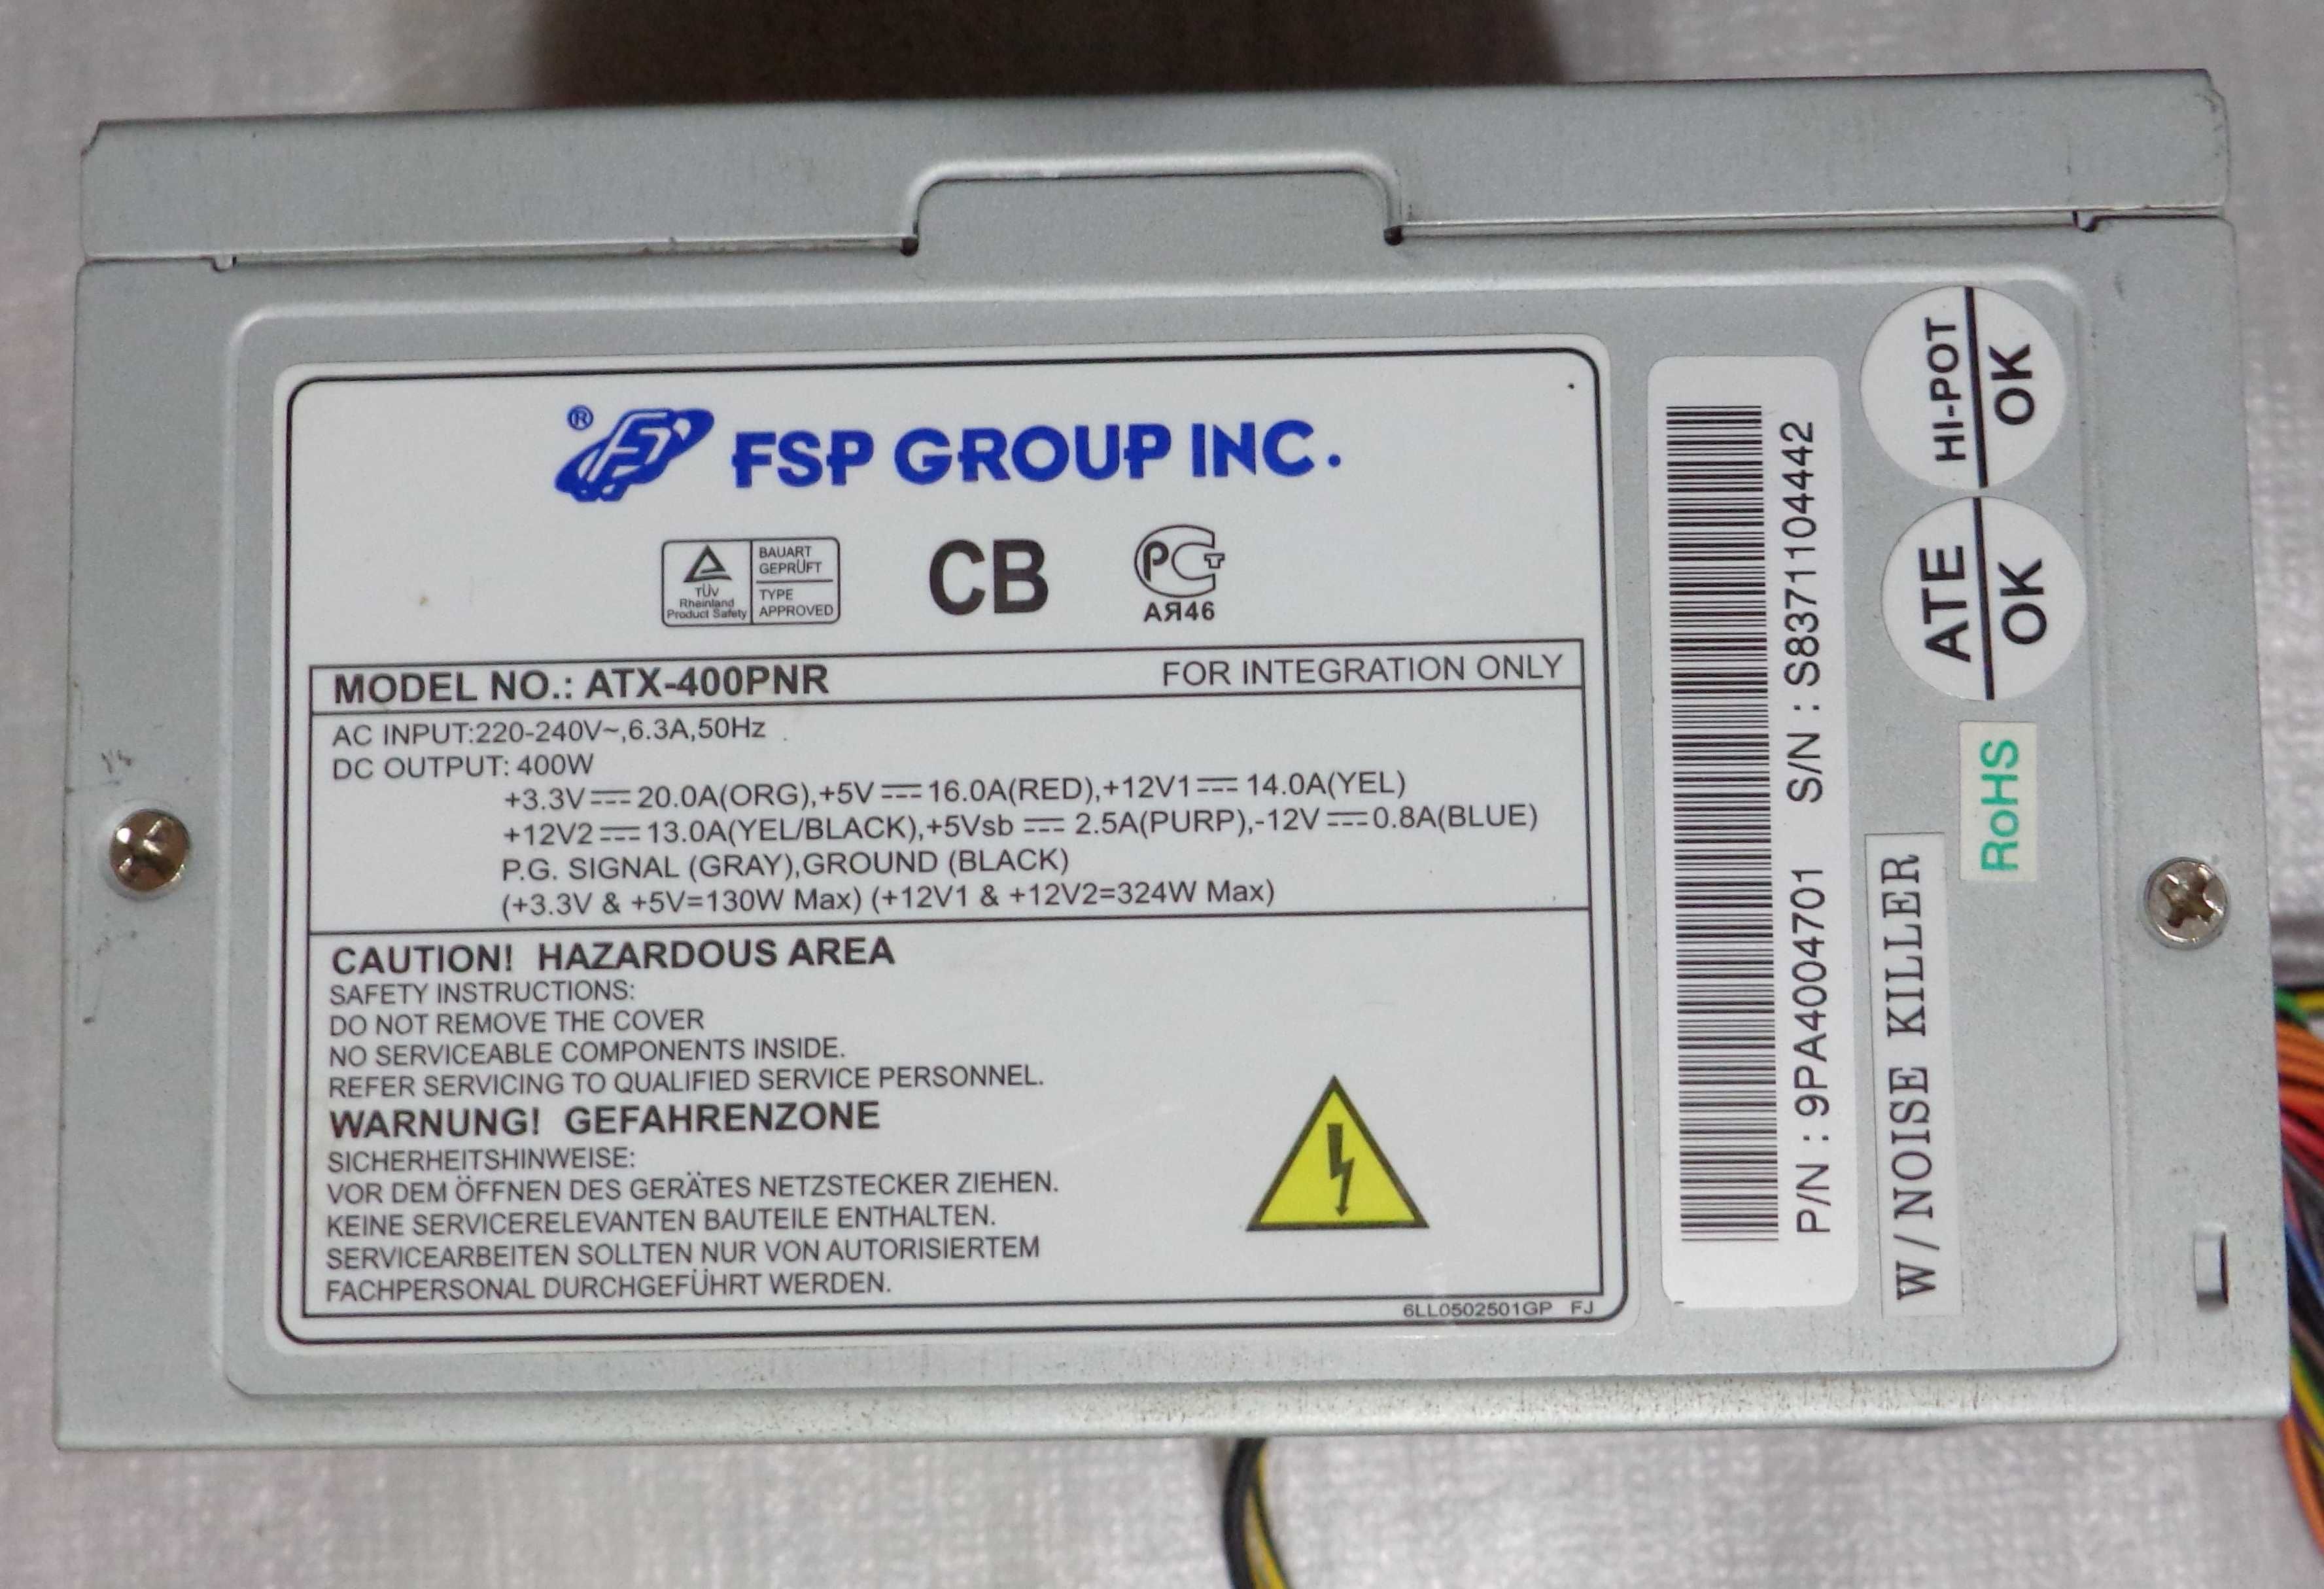 ® FSP GROUP INC.
TÜV
Rheinland
Product Safety
BAUART
GEPRÜFT
TYPE
APPROVED
CB
PCT
АЯ46
MODEL NO.: ATX-400PNR FOR INTEGRATION ONLY
AC INPUT:220-240V~,6.3A,50Hz
DC OUTPUT: 400W
+3.3V⎓20.0A(ORG),+5V⎓16.0A(RED),+12V1⎓14.0A(YEL)
+12V2⎓13.0A(YEL/BLACK),+5Vsb⎓2.5A(PURP),-12V⎓0.8A(BLUE)
P.G. SIGNAL (GRAY),GROUND (BLACK)
(+3.3V & +5V=130W Max) (+12V1 & +12V2=324W Max)
CAUTION! HAZARDOUS AREA
SAFETY INSTRUCTIONS:
DO NOT REMOVE THE COVER
NO SERVICEABLE COMPONENTS INSIDE.
REFER SERVICING TO QUALIFIED SERVICE PERSONNEL.
WARNUNG! GEFAHRENZONE
SICHERHEITSHINWEISE:
VOR DEM ÖFFNEN DES GERÄTES NETZSTECKER ZIEHEN.
KEINE SERVICERELEVANTEN BAUTEILE ENTHALTEN.
SERVICEARBEITEN SOLLTEN NUR VON AUTORISIERTEM
FACHPERSONAL DURCHGEFÜHRT WERDEN.
6LL0502501GP FJ
P/N : 9PA4004701 S/N : S8371104442
HI-POT
OK
ATE
OK
W/NOISE KILLER
RoHS